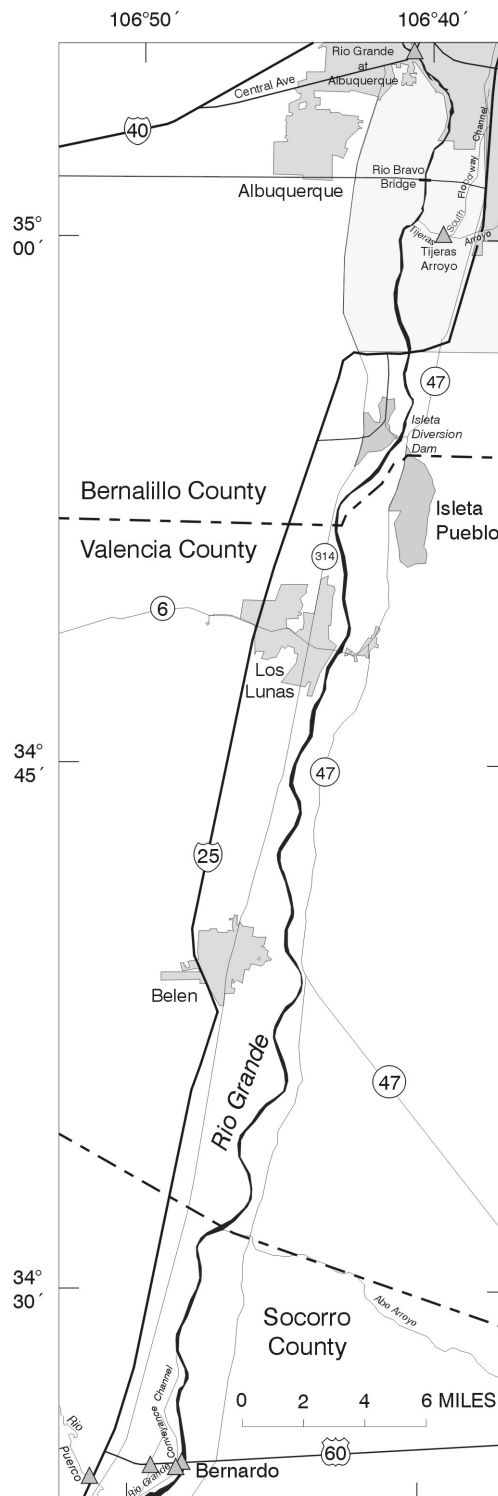 106°50´
106°40´
Rio Grande
at
Albuquerque
Central Ave
40
Channel
Floodway
South
Albuquerque
Rio Bravo
Bridge
35°
00´
Tijeras
Arroyo
Tijeras
Arroyo
47
Isleta
Diversion
Dam
Bernalillo County
Isleta
Pueblo
Valencia County
314
6
Los
Lunas
34°
45´
47
25
Belen
Rio Grande
47
34°
30´
Socorro
County
Abo Arroyo
0 2 4 6 MILES
Rio
Puerco
Rio Grande
Conveyance
Channel
60
Bernardo